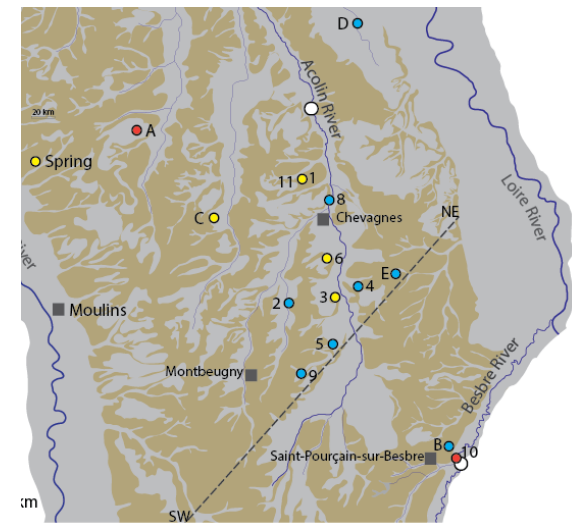 D
Acolin River
20 km
A
Spring
11
1
8
C
Chevagnes
NE
Loire River
6
E
4
3
2
Moulins
5
Montbeugny
9
Besbre River
B
10
Saint-Pourçain-sur-Besbre
km
SW